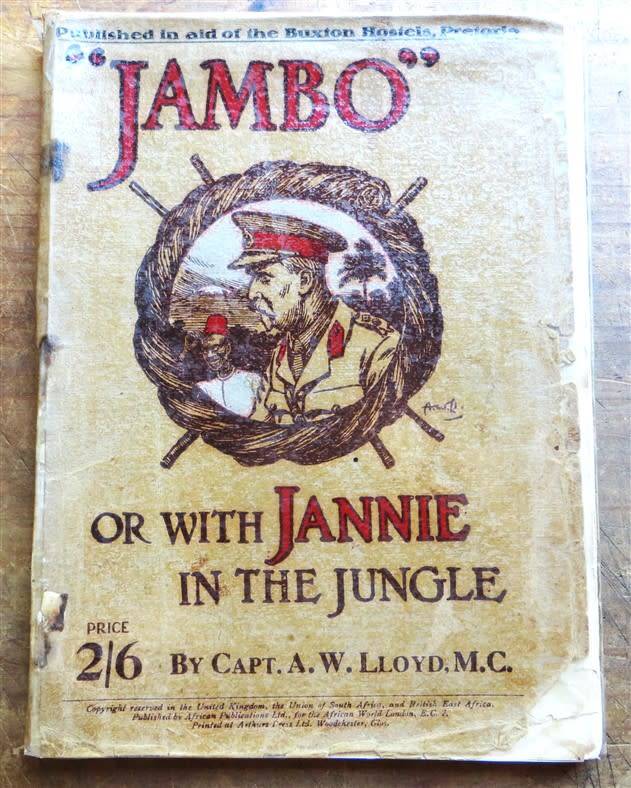 Published in aid of the Buxton Hostels, Pretoria
"JAMBO"
A.W.Ll.
OR WITH JANNIE
IN THE JUNGLE
PRICE
2/6
BY CAPT. A. W. LLOYD, M.C.
Copyright reserved in the United Kingdom, the Union of South Africa, and British East Africa.
Published by African Publications Ltd., for the African World London, E.C. 2.
Printed at Arthurs Press Ltd. Woodchester, Glos.